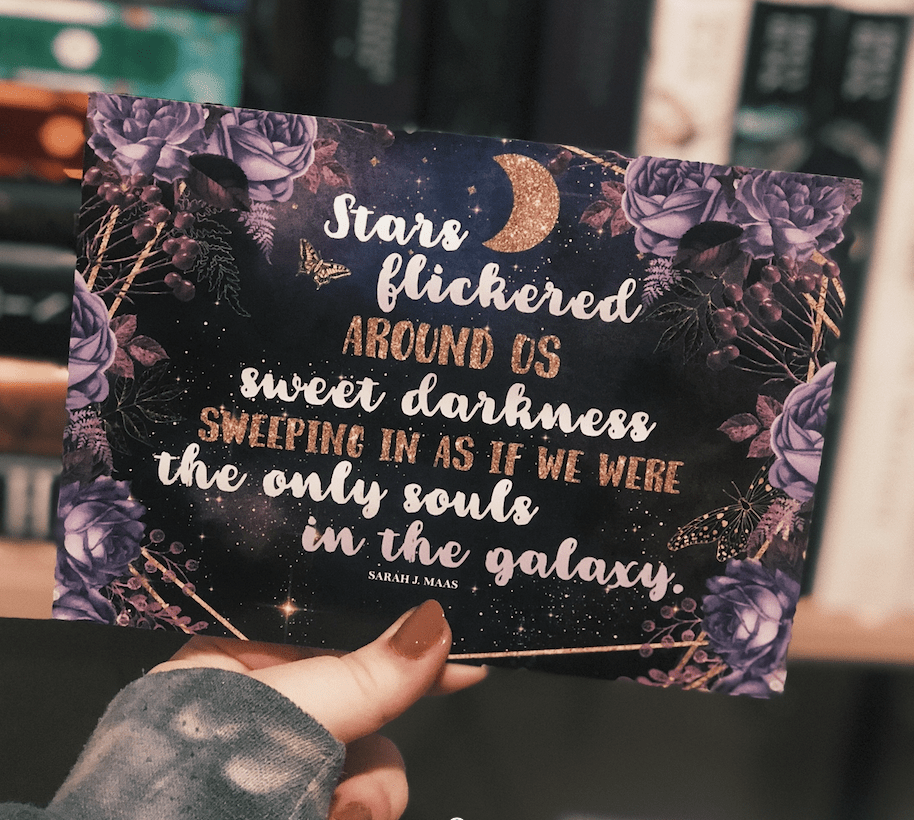 Stars
flickered
AROUND US
sweet darkness
SWEEPING IN AS IF WE WERE
the only souls
in the galaxy.
SARAH J. MAAS